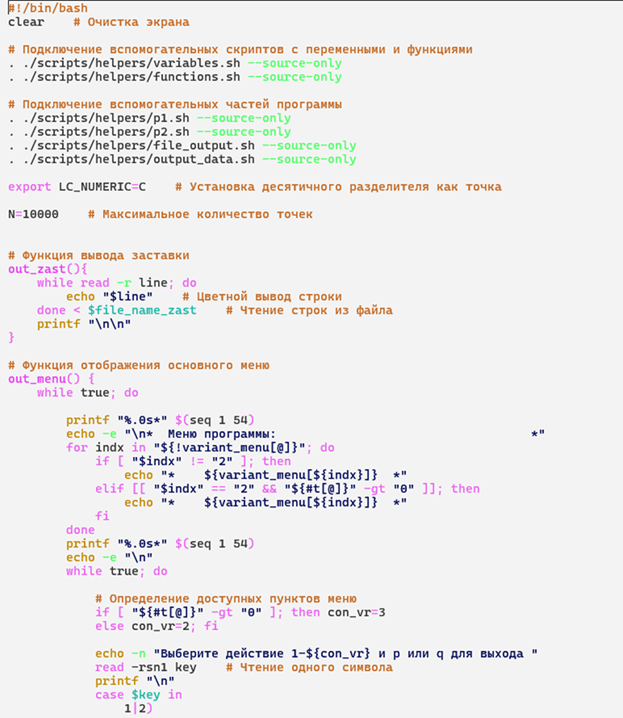 #!/bin/bash
clear    # Очистка экрана

# Подключение вспомогательных скриптов с переменными и функциями
. ./scripts/helpers/variables.sh --source-only
. ./scripts/helpers/functions.sh --source-only

# Подключение вспомогательных частей программы
. ./scripts/helpers/p1.sh --source-only
. ./scripts/helpers/p2.sh --source-only
. ./scripts/helpers/file_output.sh --source-only
. ./scripts/helpers/output_data.sh --source-only

export LC_NUMERIC=C    # Установка десятичного разделителя как точка

N=10000    # Максимальное количество точек


# Функция вывода заставки
out_zast(){
    while read -r line; do
        echo "$line"    # Цветной вывод строки
    done < $file_name_zast    # Чтение строк из файла
    printf "\n\n"
}

# Функция отображения основного меню
out_menu() {
    while true; do

        printf "%.0s*" $(seq 1 54)
        echo -e "\n*  Меню программы:                                   *"
        for indx in "${!variant_menu[@]}"; do
            if [ "$indx" != "2" ]; then
                echo "*    ${variant_menu[${indx}]}  *"
            elif [[ "$indx" == "2" && "${#t[@]}" -gt "0" ]]; then
                echo "*    ${variant_menu[${indx}]}  *"
            fi
        done
        printf "%.0s*" $(seq 1 54)
        echo -e "\n"
        while true; do

            # Определение доступных пунктов меню
            if [ "${#t[@]}" -gt "0" ]; then con_vr=3
            else con_vr=2; fi

            echo -n "Выберите действие 1-${con_vr} и p или q для выхода "
            read -rsn1 key    # Чтение одного символа
            printf "\n"
            case $key in
                1|2)